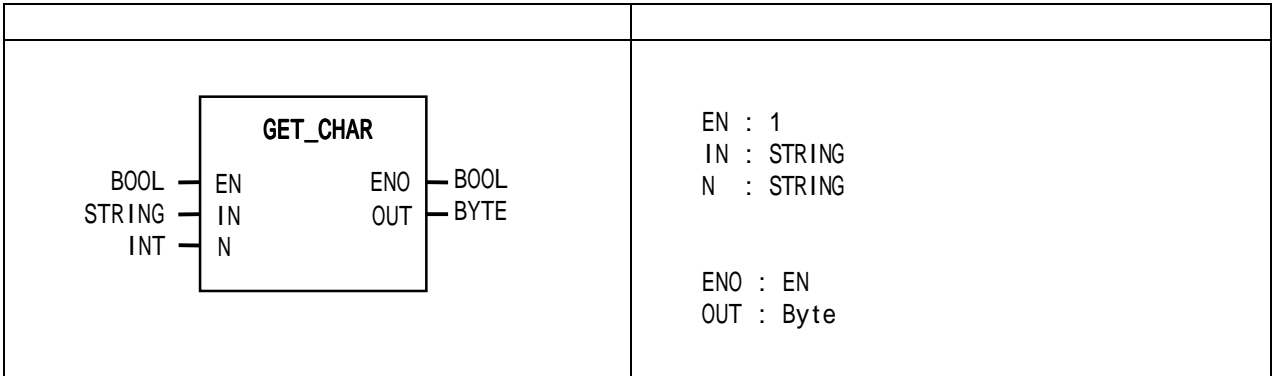 GET_CHAR
BOOL EN ENO BOOL
STRING IN OUT BYTE
INT N
EN : 1
IN : STRING
N : STRING
ENO : EN
OUT : Byte